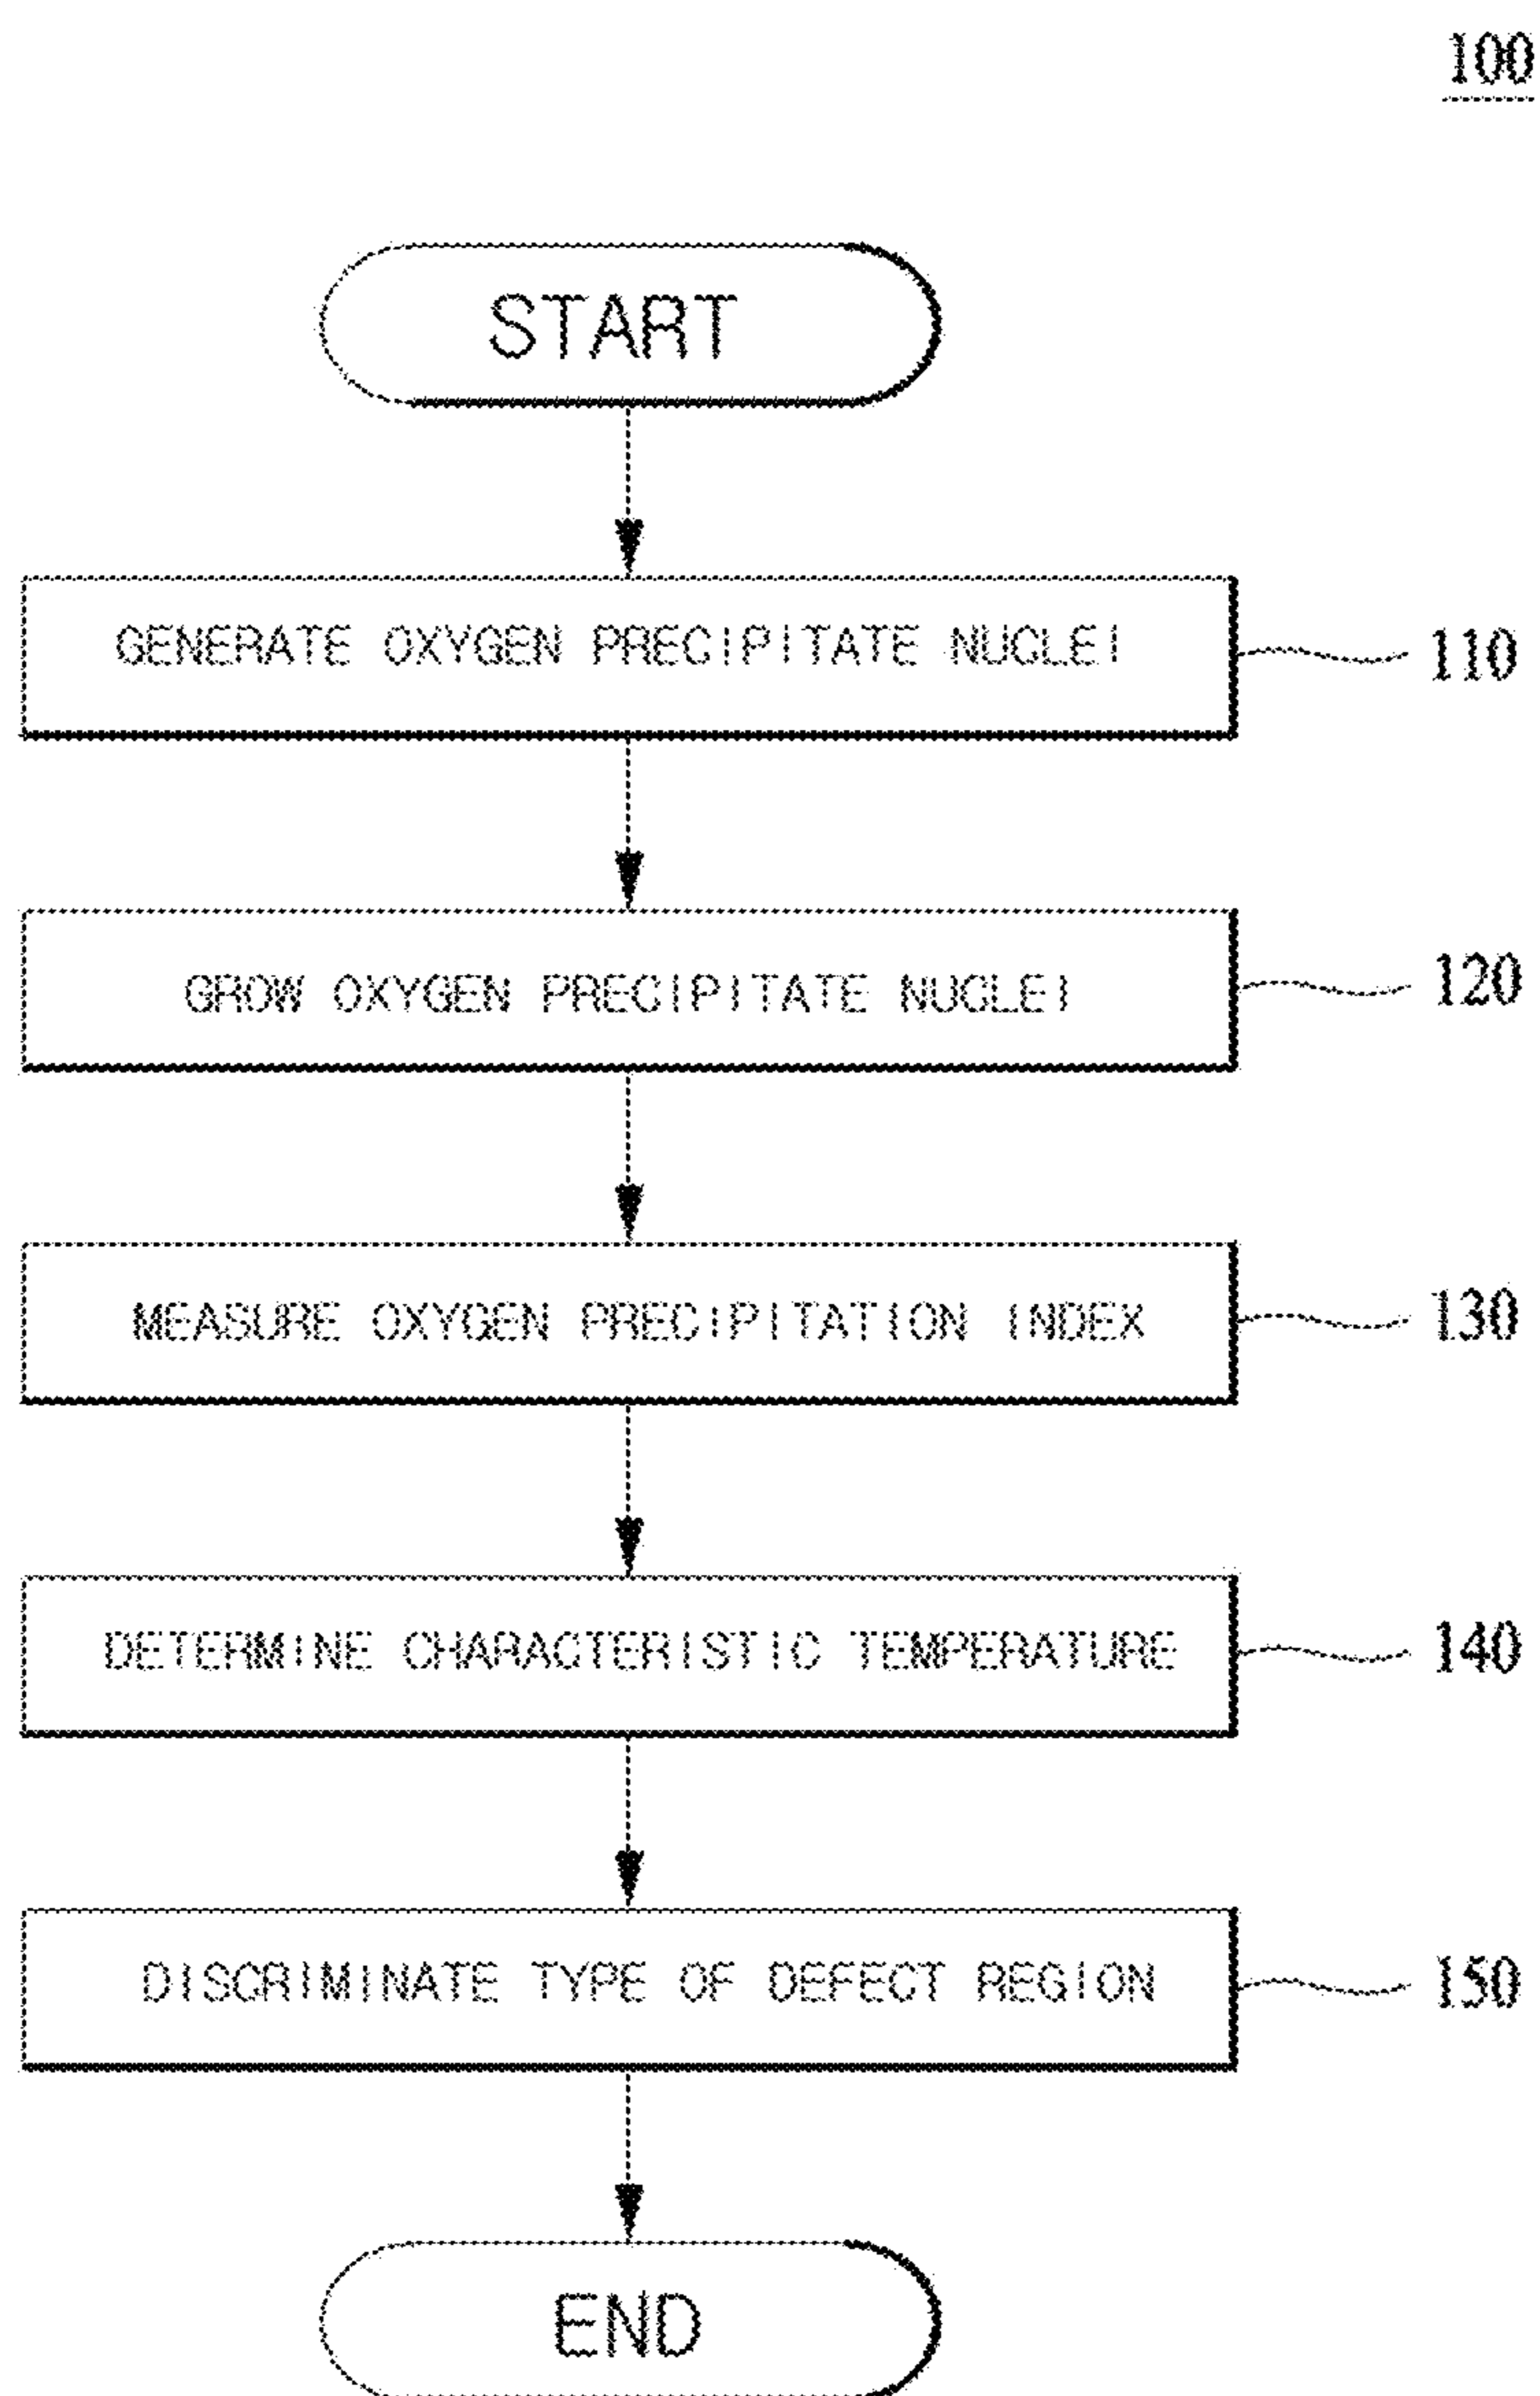 100
START
GENERATE OXYGEN PRECIPITATE NUCLEI
110
GROW OXYGEN PRECIPITATE NUCLEI
120
MEASURE OXYGEN PRECIPITATION INDEX
130
DETERMINE CHARACTERISTIC TEMPERATURE
140
DISCRIMINATE TYPE OF DEFECT REGION
150
END